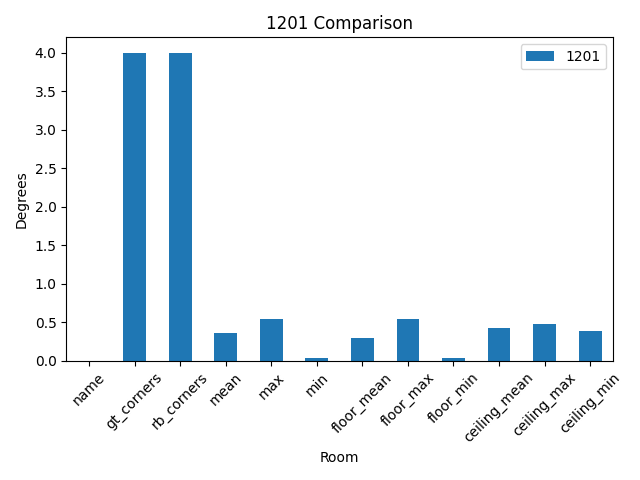 1201 Comparison
1201
Degrees
4.0
3.5
3.0
2.5
2.0
1.5
1.0
0.5
0.0
name
gt_corners
rb_corners
mean
max
min
floor_mean
floor_max
floor_min
ceiling_mean
ceiling_max
ceiling_min
Room